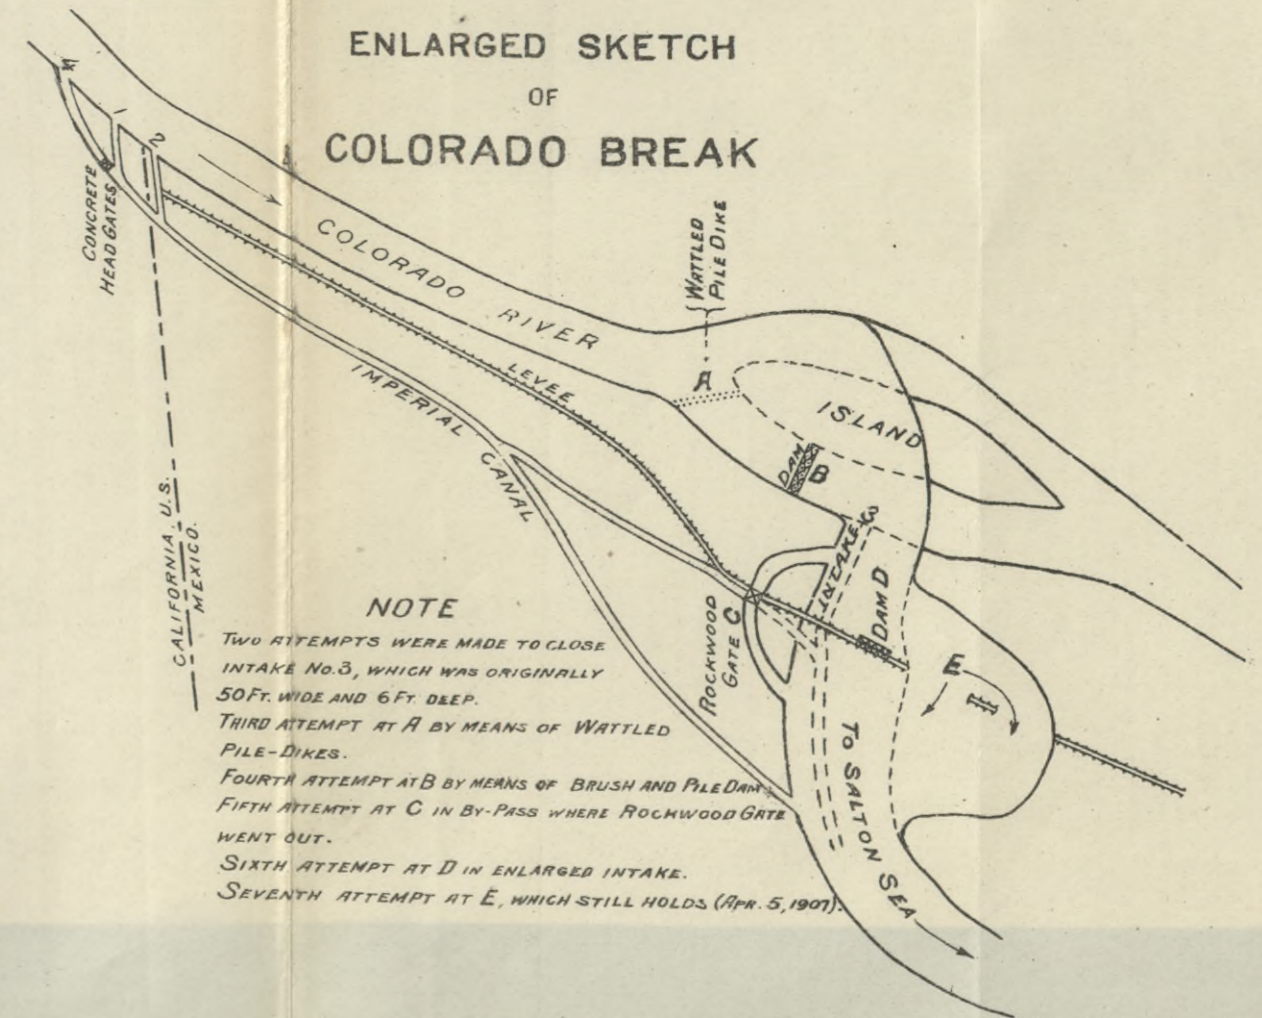 ENLARGED SKETCH
OF
COLORADO BREAK
1
2
CONCRETE
HEAD GATES
COLORADO RIVER
WATTLED
PILE DIKE
LEVEE
IMPERIAL CANAL
A
ISLAND
DAM
B
INTAKE 3
DAM D
ROCKWOOD
GATE C
E
TO SALTON SEA
CALIFORNIA, U.S.
MEXICO.
NOTE
TWO ATTEMPTS WERE MADE TO CLOSE
INTAKE No.3, WHICH WAS ORIGINALLY
50 FT. WIDE AND 6 FT. DEEP.
THIRD ATTEMPT AT A BY MEANS OF WATTLED
PILE-DIKES.
FOURTH ATTEMPT AT B BY MEANS OF BRUSH AND PILE DAM
FIFTH ATTEMPT AT C IN BY-PASS WHERE ROCKWOOD GATE
WENT OUT.
SIXTH ATTEMPT AT D IN ENLARGED INTAKE.
SEVENTH ATTEMPT AT E, WHICH STILL HOLDS (APR. 5, 1907).